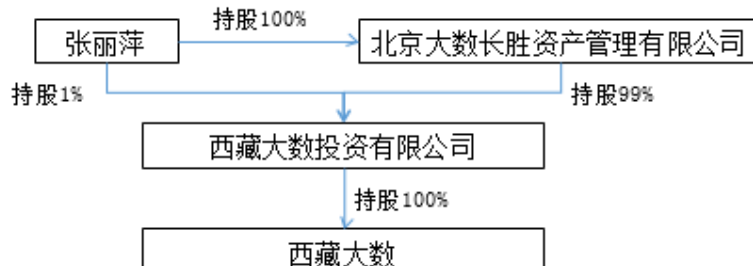 持股100%
张丽萍
北京大数长胜资产管理有限公司
持股1%
持股99%
西藏大数投资有限公司
持股100%
西藏大数